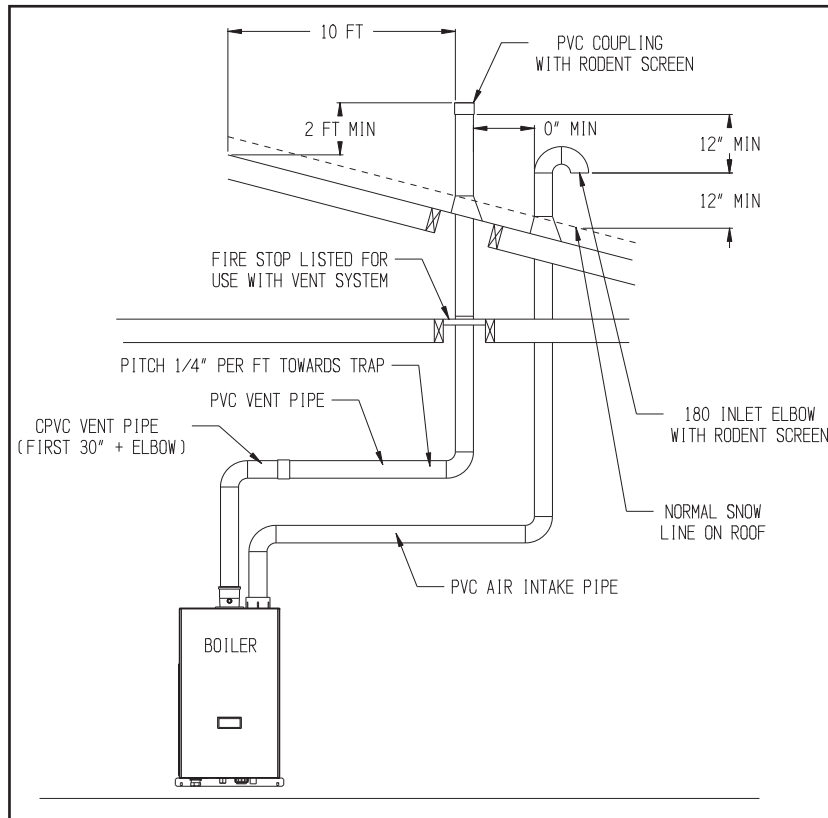 10 FT
PVC COUPLING
WITH RODENT SCREEN
2 FT MIN
0" MIN
12" MIN
12" MIN
FIRE STOP LISTED FOR
USE WITH VENT SYSTEM
PITCH 1/4" PER FT TOWARDS TRAP
PVC VENT PIPE
CPVC VENT PIPE
(FIRST 30" + ELBOW)
180 INLET ELBOW
WITH RODENT SCREEN
NORMAL SNOW
LINE ON ROOF
PVC AIR INTAKE PIPE
BOILER